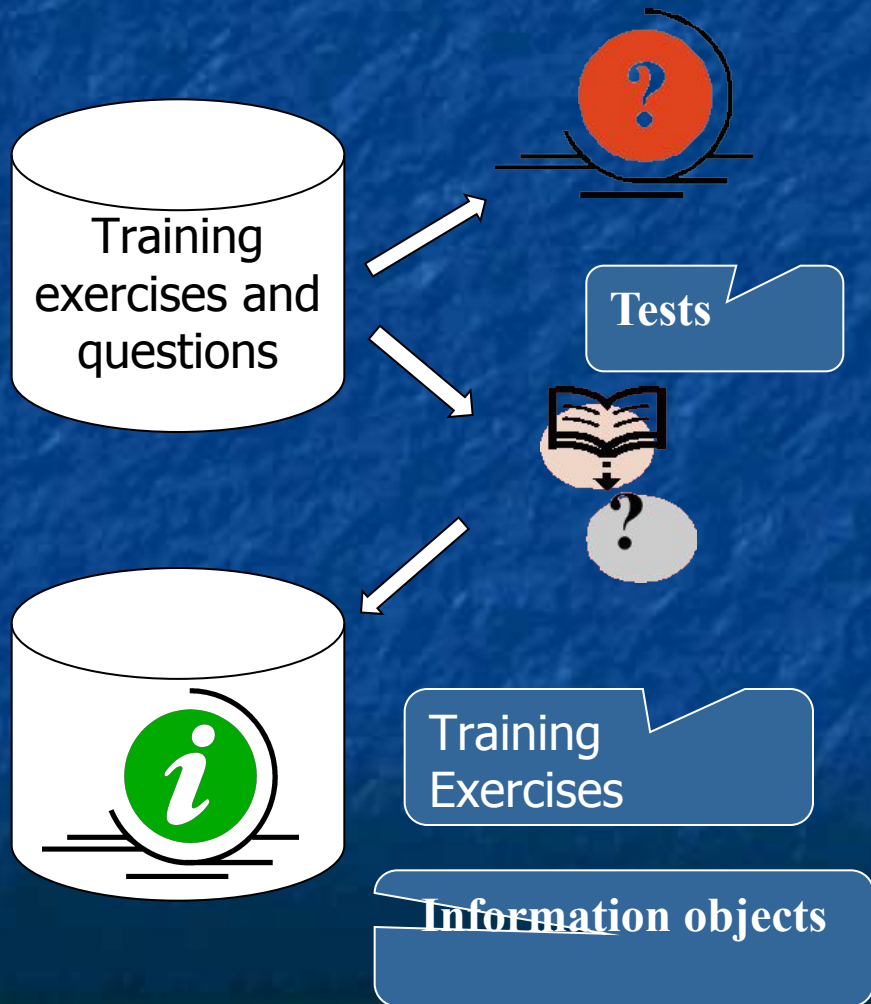 ?
Training
exercises and
questions
Tests
?
i
Training
Exercises
Information objects